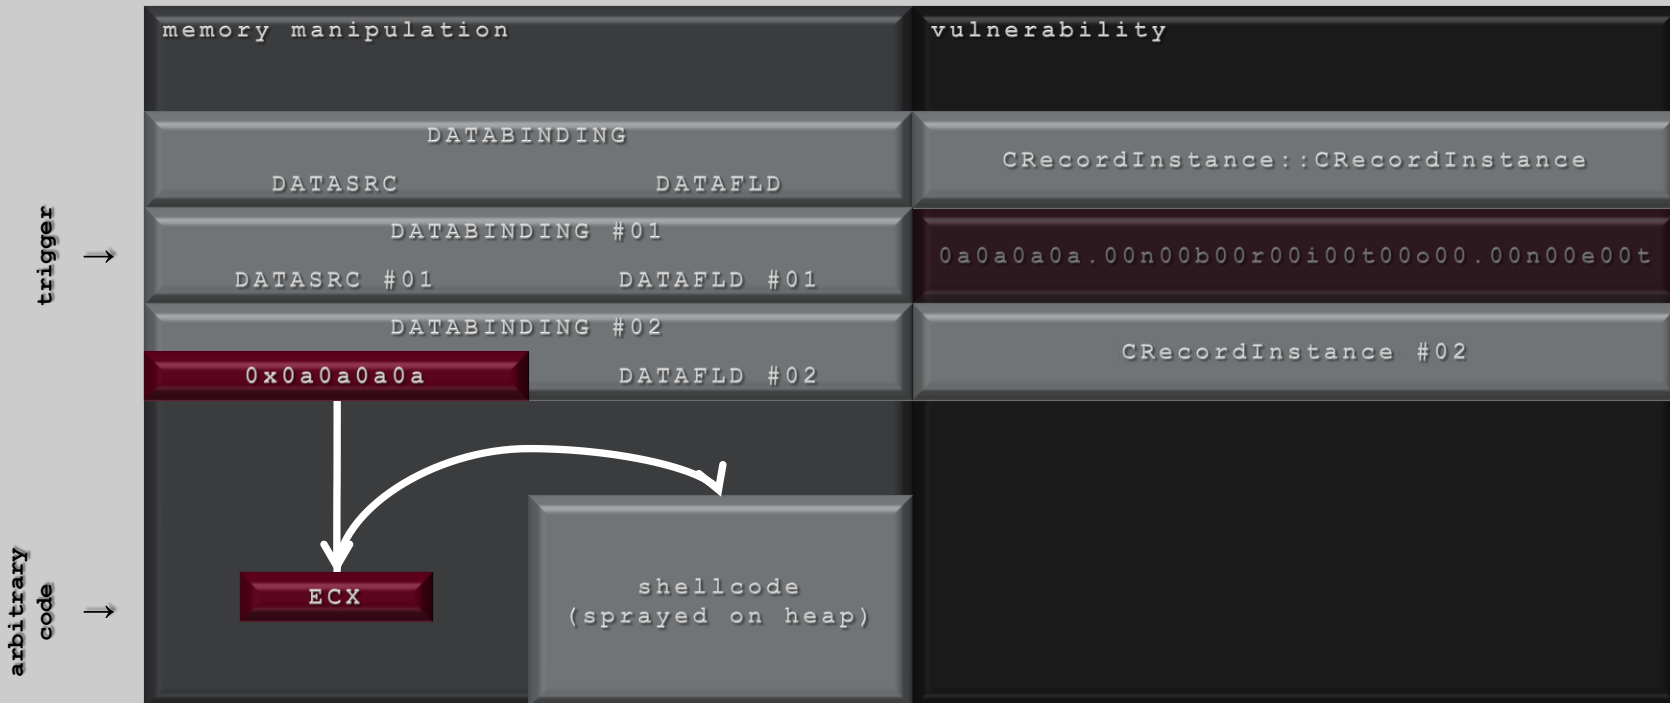 memory manipulation
vulnerability
DATABINDING
DATASRC DATAFLD
CRecordInstance::CRecordInstance
trigger →
DATABINDING #01
DATASRC #01 DATAFLD #01
0a0a0a0a.00n00b00r00i00t00o00.00n00e00t
DATABINDING #02
0x0a0a0a0a DATAFLD #02
CRecordInstance #02
arbitrary
code →
ECX
shellcode
(sprayed on heap)